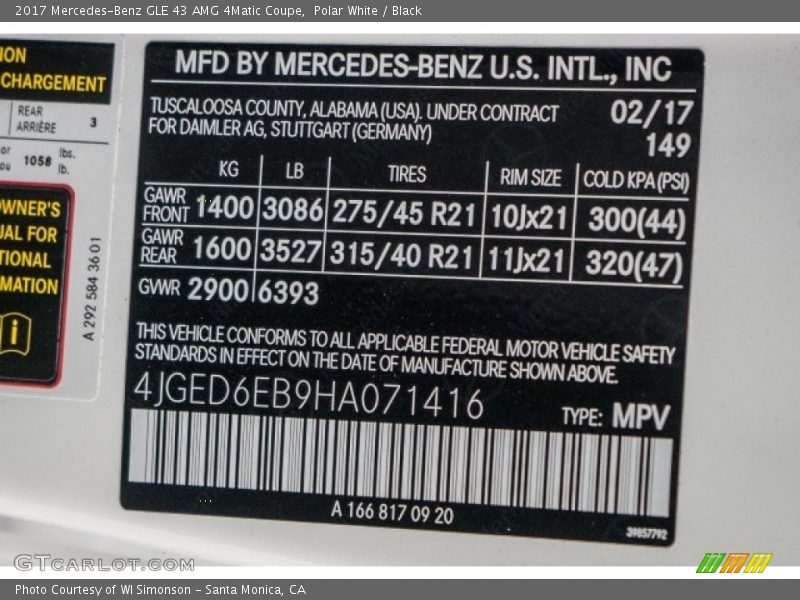 2017 Mercedes-Benz GLE 43 AMG 4Matic Coupe, Polar White / Black
ION
CHARGEMENT
REAR
ARRIÈRE
3
or
ou
1058
lbs.
lb.
OWNER'S
UAL FOR
TIONAL
MATION
i
A 292 584 36 01
MFD BY MERCEDES-BENZ U.S. INTL., INC
TUSCALOOSA COUNTY, ALABAMA (USA). UNDER CONTRACT
FOR DAIMLER AG, STUTTGART (GERMANY)
02/17
149
KG LB TIRES RIM SIZE COLD KPA (PSI)
GAWR FRONT 1400 3086 275/45 R21 10Jx21 300(44)
GAWR REAR 1600 3527 315/40 R21 11Jx21 320(47)
GVWR 2900 6393
THIS VEHICLE CONFORMS TO ALL APPLICABLE FEDERAL MOTOR VEHICLE SAFETY
STANDARDS IN EFFECT ON THE DATE OF MANUFACTURE SHOWN ABOVE.
4JGED6EB9HA071416
TYPE: MPV
A 166 817 09 20
39857792
GTCARLOT.COM
Photo Courtesy of WI Simonson - Santa Monica, CA